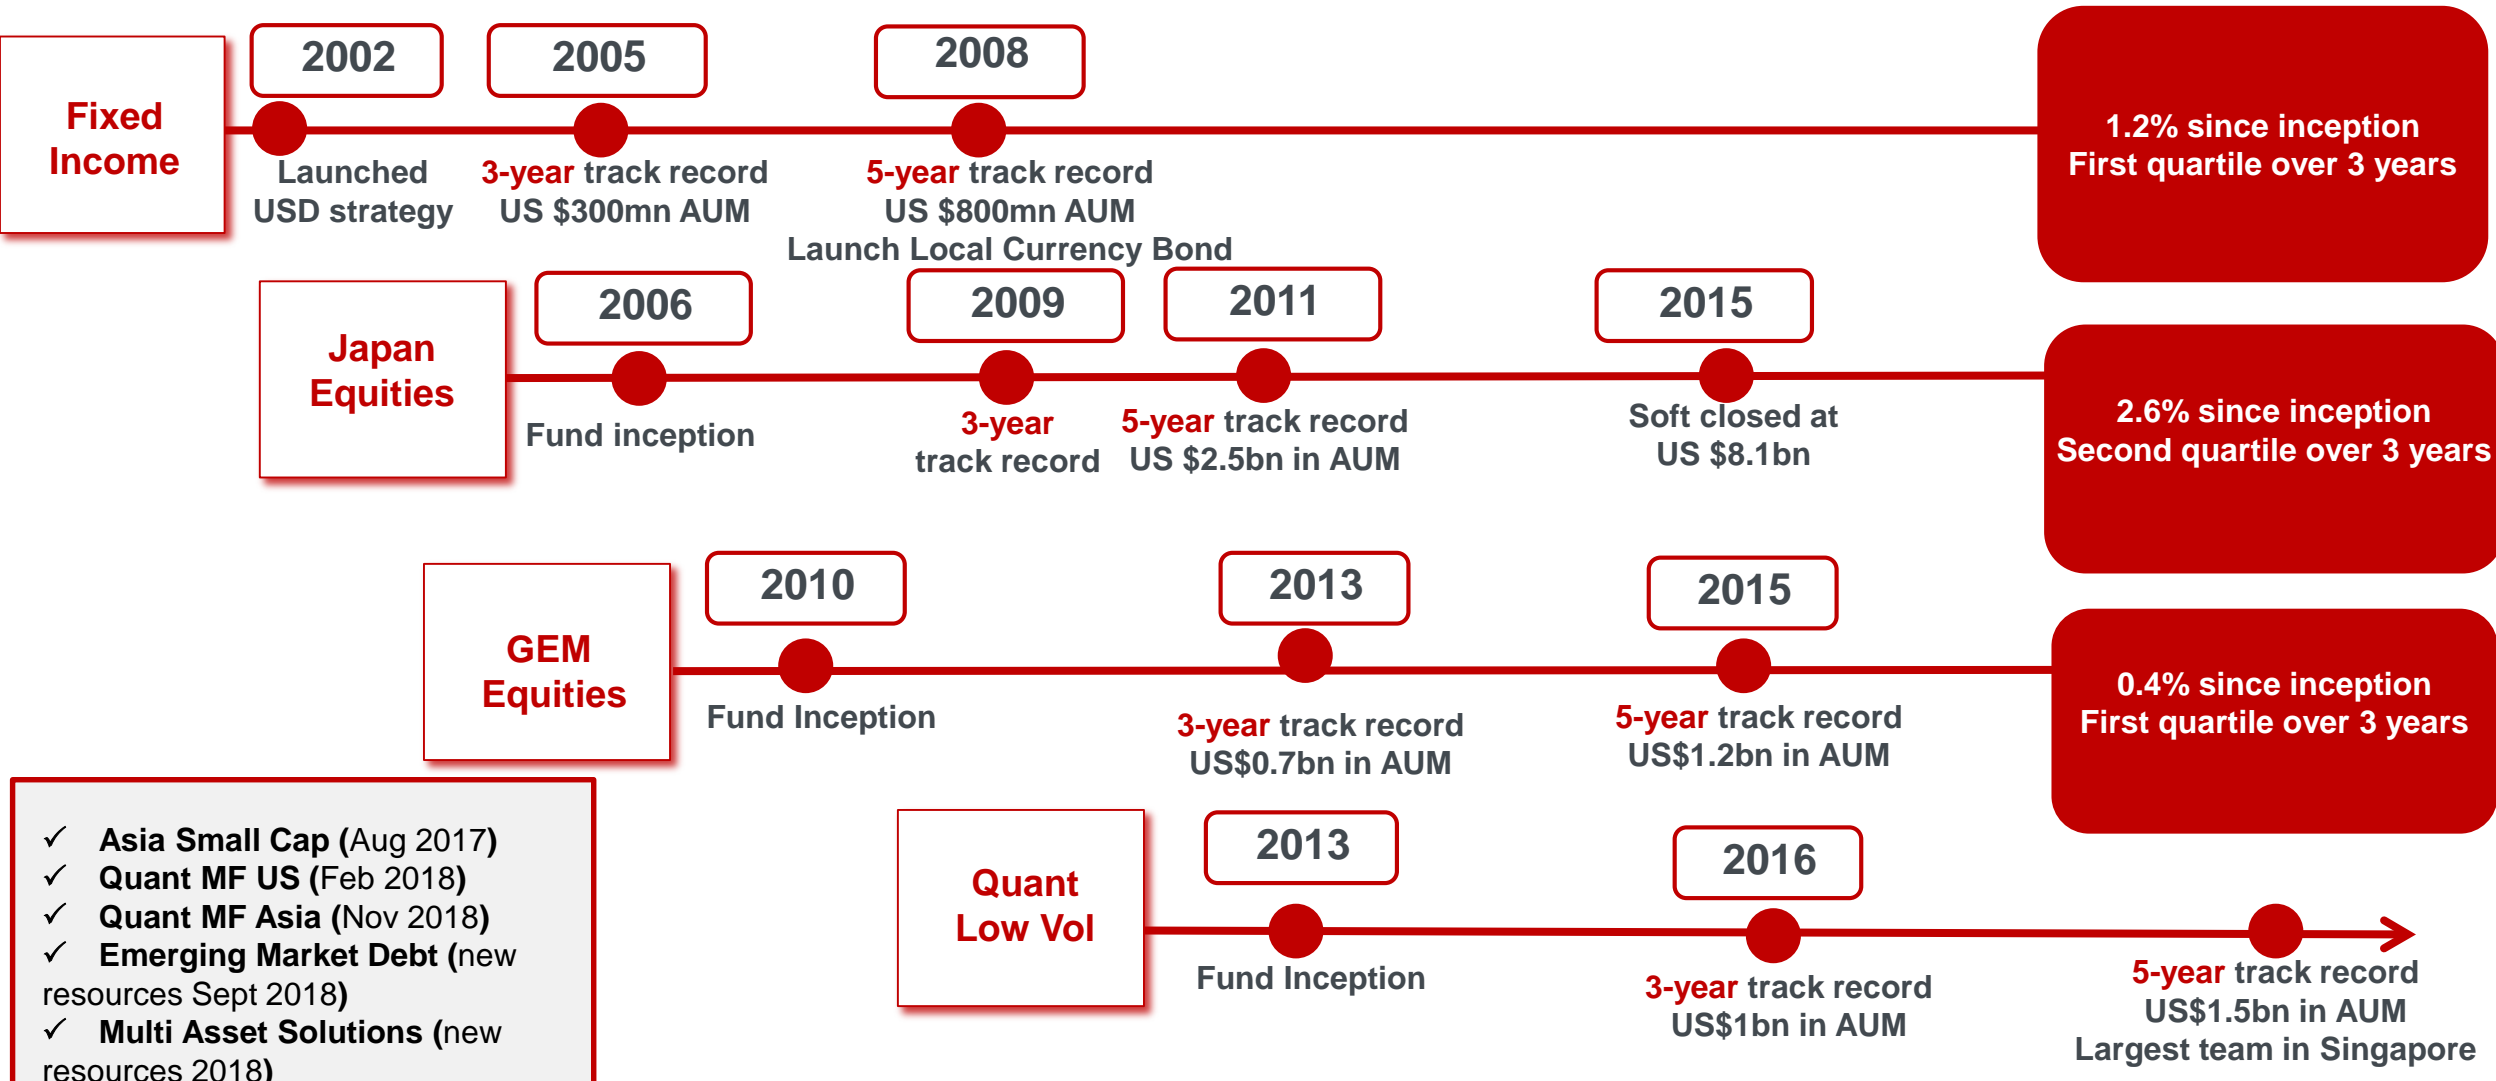 Fixed
Income
2002
2005
2008
Launched
USD strategy
3-year track record
US $300mn AUM
5-year track record
US $800mn AUM
Launch Local Currency Bond
1.2% since inception
First quartile over 3 years
Japan
Equities
2006
2009
2011
2015
Fund inception
3-year
track record
5-year track record
US $2.5bn in AUM
Soft closed at
US $8.1bn
2.6% since inception
Second quartile over 3 years
GEM
Equities
2010
2013
2015
Fund Inception
3-year track record
US$0.7bn in AUM
5-year track record
US$1.2bn in AUM
0.4% since inception
First quartile over 3 years
✓ Asia Small Cap (Aug 2017)
✓ Quant MF US (Feb 2018)
✓ Quant MF Asia (Nov 2018)
✓ Emerging Market Debt (new
resources Sept 2018)
✓ Multi Asset Solutions (new
resources 2018)
Quant
Low Vol
2013
2016
Fund Inception
3-year track record
US$1bn in AUM
5-year track record
US$1.5bn in AUM
Largest team in Singapore